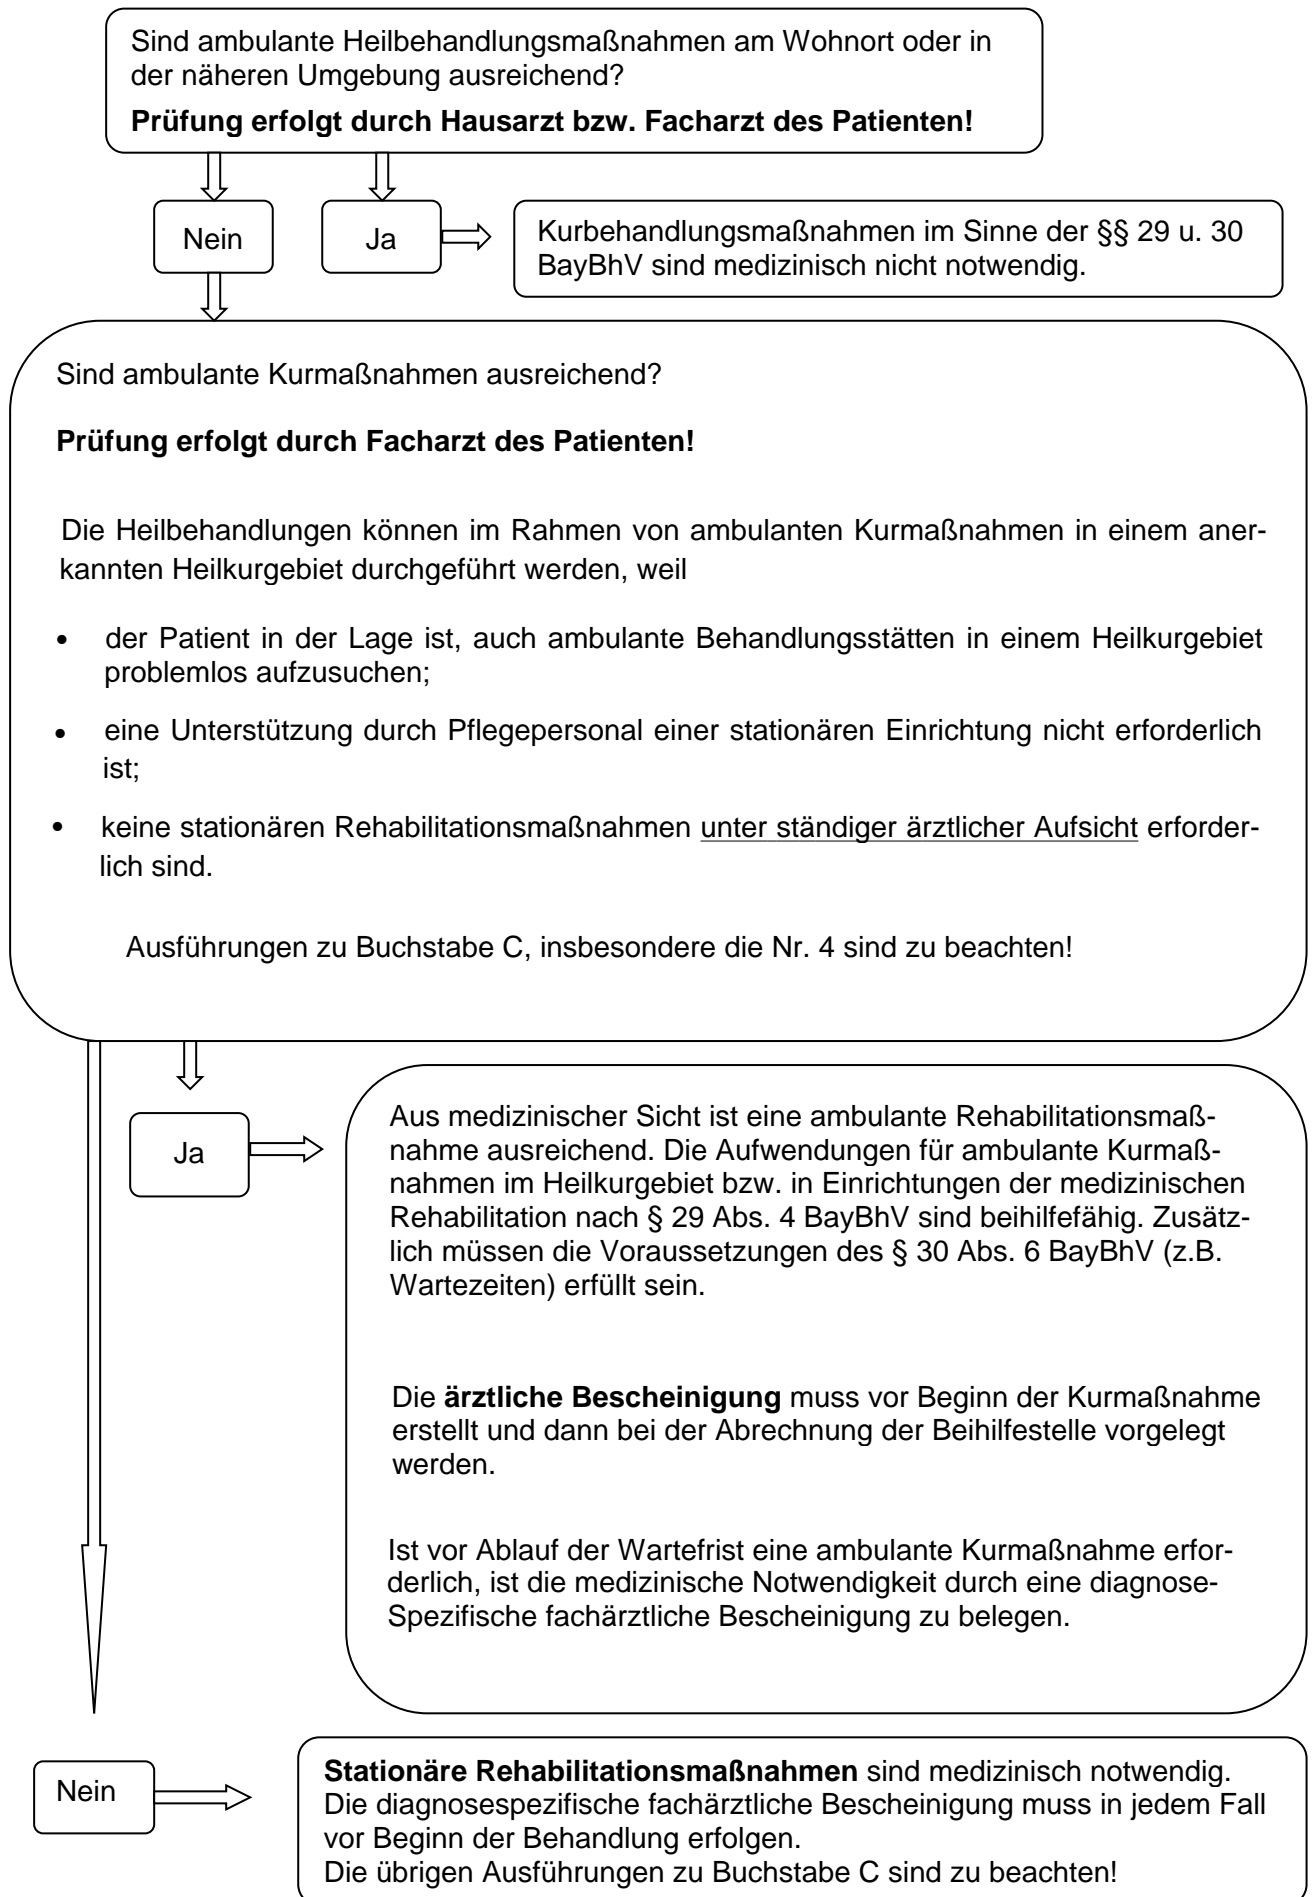 Sind ambulante Heilbehandlungsmaßnahmen am Wohnort oder in
der näheren Umgebung ausreichend?
Prüfung erfolgt durch Hausarzt bzw. Facharzt des Patienten!
Nein
Ja
Kurbehandlungsmaßnahmen im Sinne der §§ 29 u. 30
BayBhV sind medizinisch nicht notwendig.
Sind ambulante Kurmaßnahmen ausreichend?
Prüfung erfolgt durch Facharzt des Patienten!
Die Heilbehandlungen können im Rahmen von ambulanten Kurmaßnahmen in einem aner-
kannten Heilkurgebiet durchgeführt werden, weil
• der Patient in der Lage ist, auch ambulante Behandlungsstätten in einem Heilkurgebiet
problemlos aufzusuchen;
• eine Unterstützung durch Pflegepersonal einer stationären Einrichtung nicht erforderlich
ist;
• keine stationären Rehabilitationsmaßnahmen unter ständiger ärztlicher Aufsicht erforder-
lich sind.
Ausführungen zu Buchstabe C, insbesondere die Nr. 4 sind zu beachten!
Ja
Aus medizinischer Sicht ist eine ambulante Rehabilitationsmaß-
nahme ausreichend. Die Aufwendungen für ambulante Kurmaß-
nahmen im Heilkurgebiet bzw. in Einrichtungen der medizinischen
Rehabilitation nach § 29 Abs. 4 BayBhV sind beihilfefähig. Zusätz-
lich müssen die Voraussetzungen des § 30 Abs. 6 BayBhV (z.B.
Wartezeiten) erfüllt sein.
Die ärztliche Bescheinigung muss vor Beginn der Kurmaßnahme
erstellt und dann bei der Abrechnung der Beihilfestelle vorgelegt
werden.
Ist vor Ablauf der Wartefrist eine ambulante Kurmaßnahme erfor-
derlich, ist die medizinische Notwendigkeit durch eine diagnose-
Spezifische fachärztliche Bescheinigung zu belegen.
Nein
Stationäre Rehabilitationsmaßnahmen sind medizinisch notwendig.
Die diagnosespezifische fachärztliche Bescheinigung muss in jedem Fall
vor Beginn der Behandlung erfolgen.
Die übrigen Ausführungen zu Buchstabe C sind zu beachten!